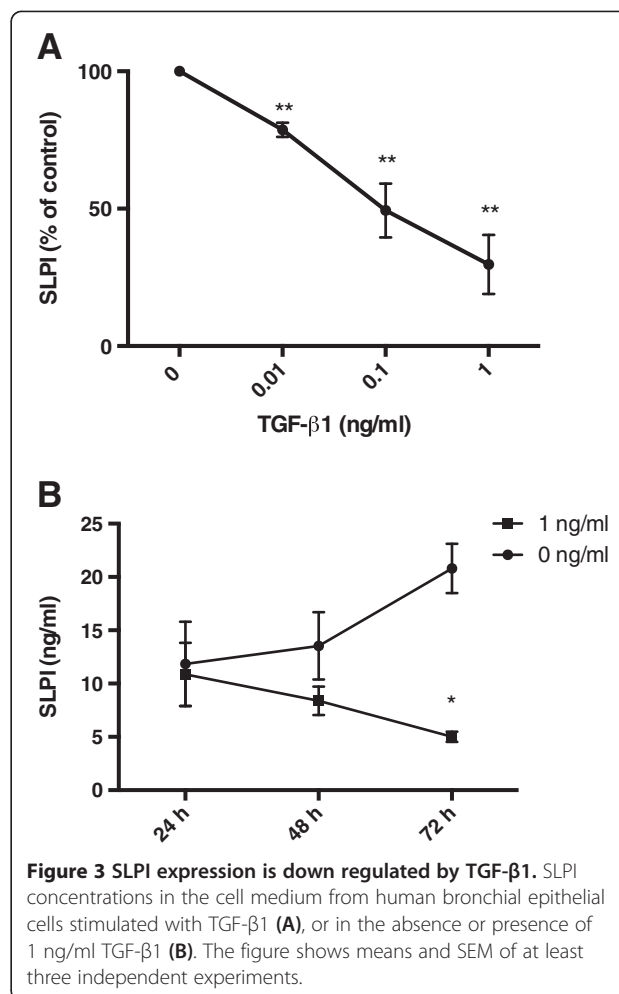 A
100
50
0
SLPI (% of control)
**
**
**
0
0.01
0.1
1
TGF-β1 (ng/ml)
B
25
20
15
10
5
0
SLPI (ng/ml)
1 ng/ml
0 ng/ml
*
24 h
48 h
72 h
Figure 3 SLPI expression is down regulated by TGF-β1. SLPI
concentrations in the cell medium from human bronchial epithelial
cells stimulated with TGF-β1 (A), or in the absence or presence of
1 ng/ml TGF-β1 (B). The figure shows means and SEM of at least
three independent experiments.